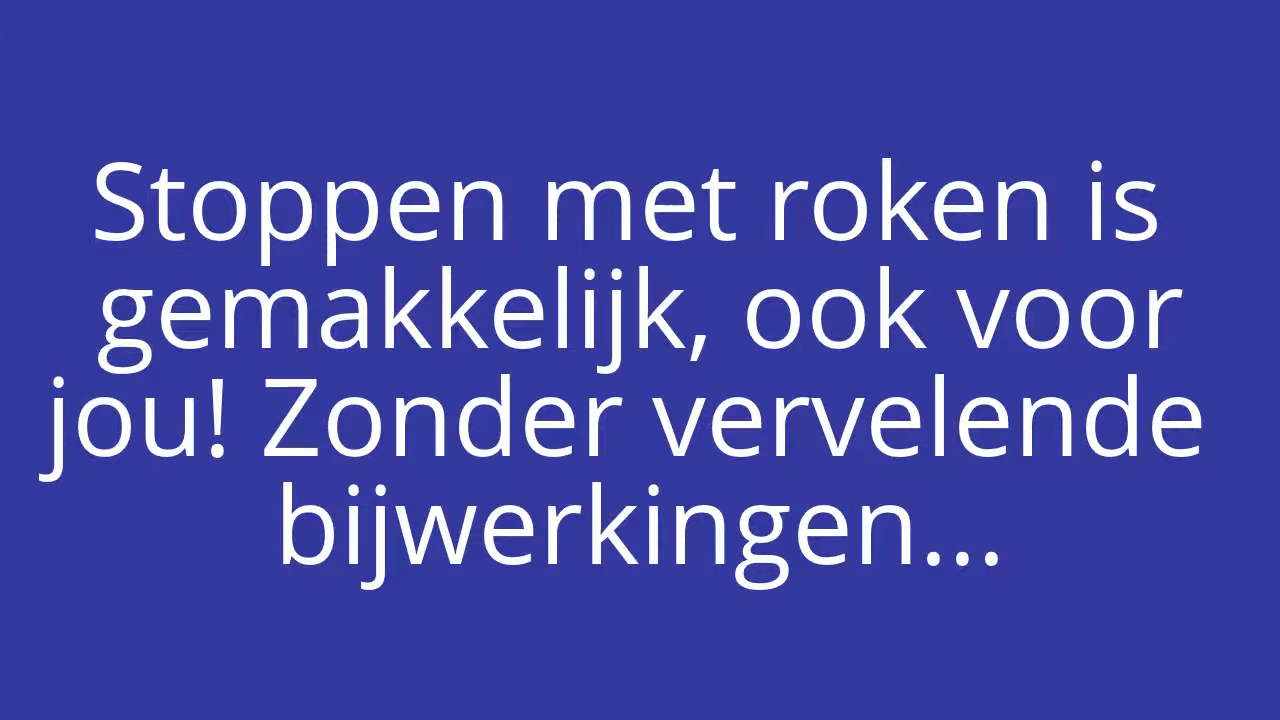 Stoppen met roken is
gemakkelijk, ook voor
jou! Zonder vervelende
bijwerkingen...